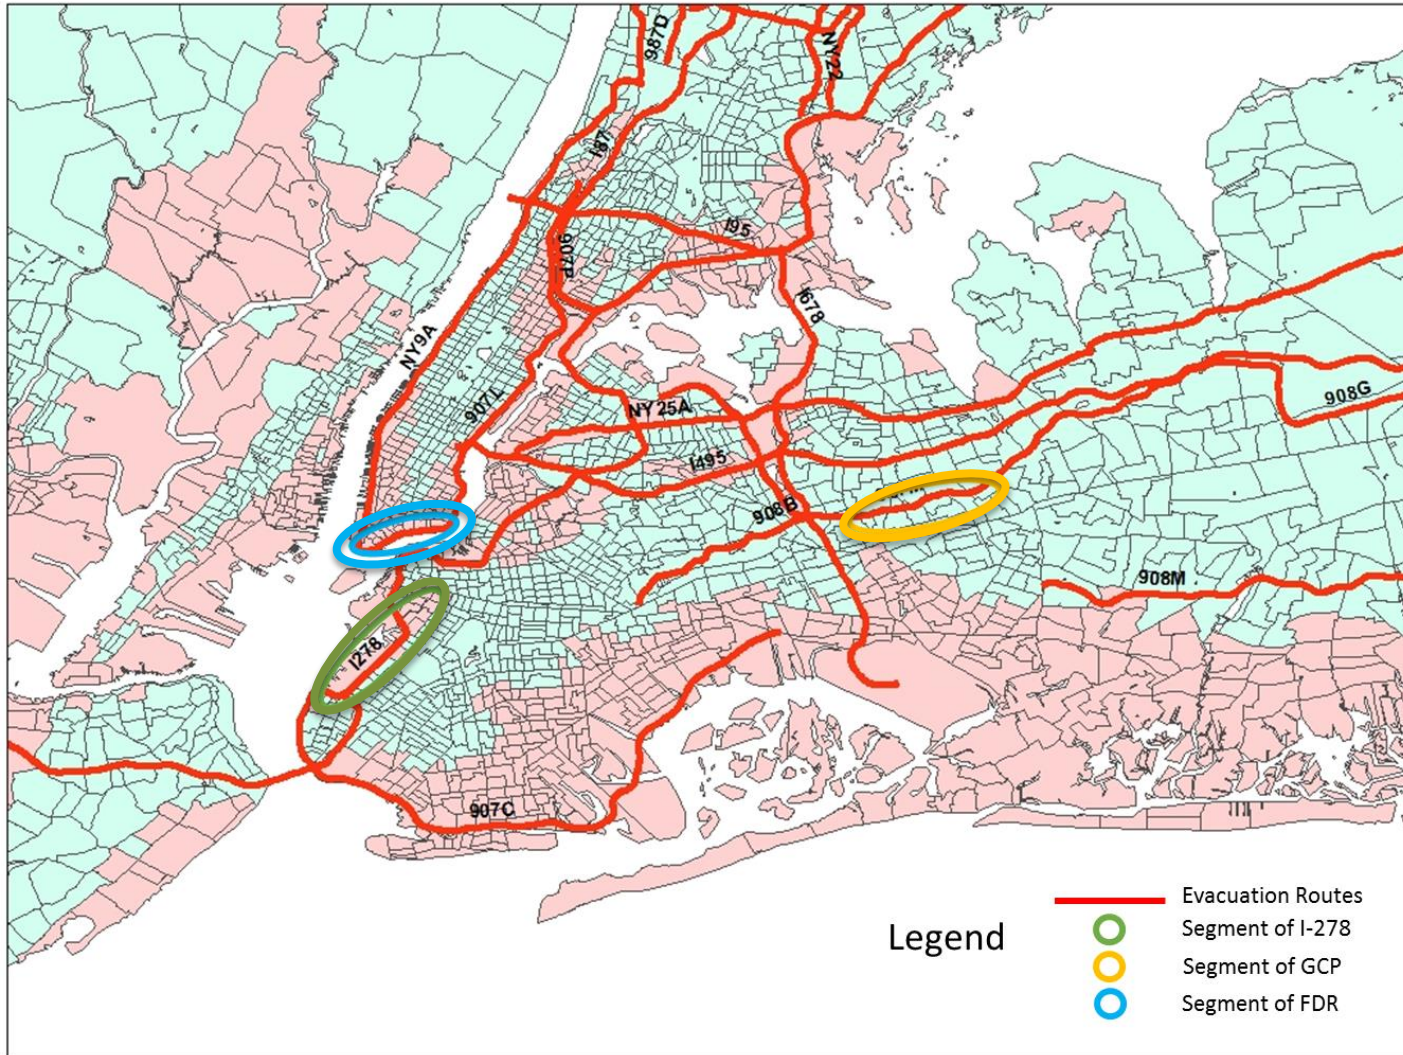 987D
NY22
I87
I95
907P
I678
NY9A
907L
NY25A
908G
I495
908B
908M
I278
907C
Legend
Evacuation Routes
Segment of I-278
Segment of GCP
Segment of FDR